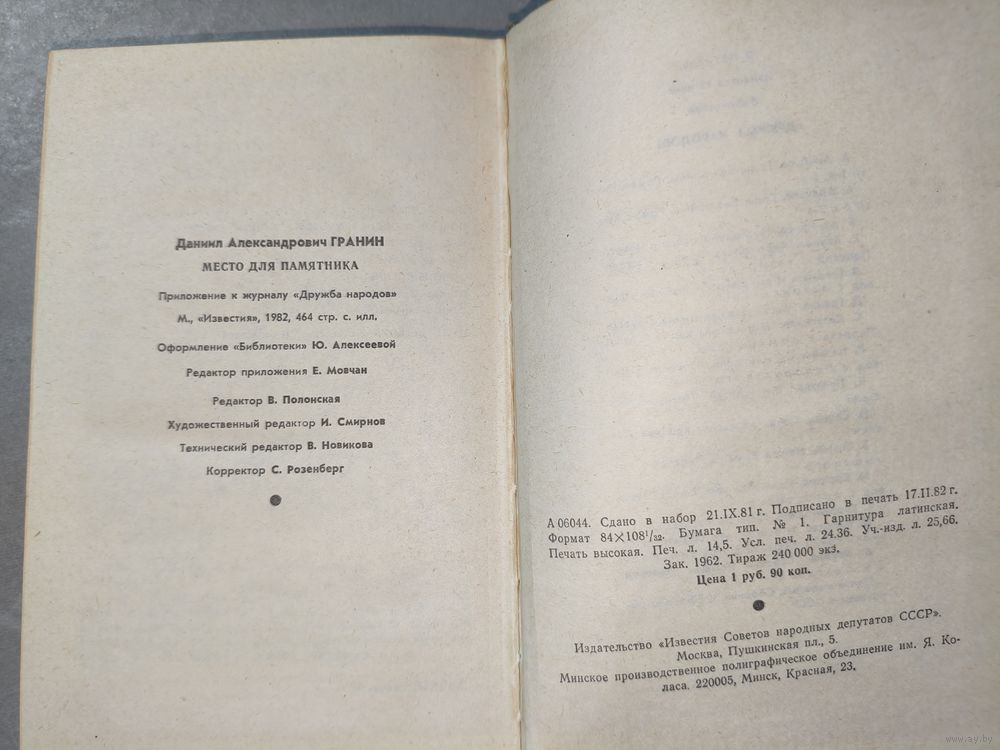 Даниил Александрович ГРАНИН
МЕСТО ДЛЯ ПАМЯТНИКА
Приложение к журналу «Дружба народов»
М., «Известия», 1982, 464 стр. с. илл.
Оформление «Библиотеки» Ю. Алексеевой
Редактор приложения Е. Мовчан
Редактор В. Полонская
Художественный редактор И. Смирнов
Технический редактор В. Новикова
Корректор С. Розенберг
А 06044. Сдано в набор 21.IX.81 г. Подписано в печать 17.II.82 г.
Формат 84×108¹/₃₂. Бумага тип. № 1. Гарнитура латинская.
Печать высокая. Печ. л. 14,5. Усл. печ. л. 24.36. Уч.-изд. л. 25,66.
Зак. 1962. Тираж 240 000 экз.
Цена 1 руб. 90 коп.
Издательство «Известия Советов народных депутатов СССР».
Москва, Пушкинская пл., 5.
Минское производственное полиграфическое объединение им. Я. Ко-
ласа. 220005, Минск, Красная, 23.
www.ay.by